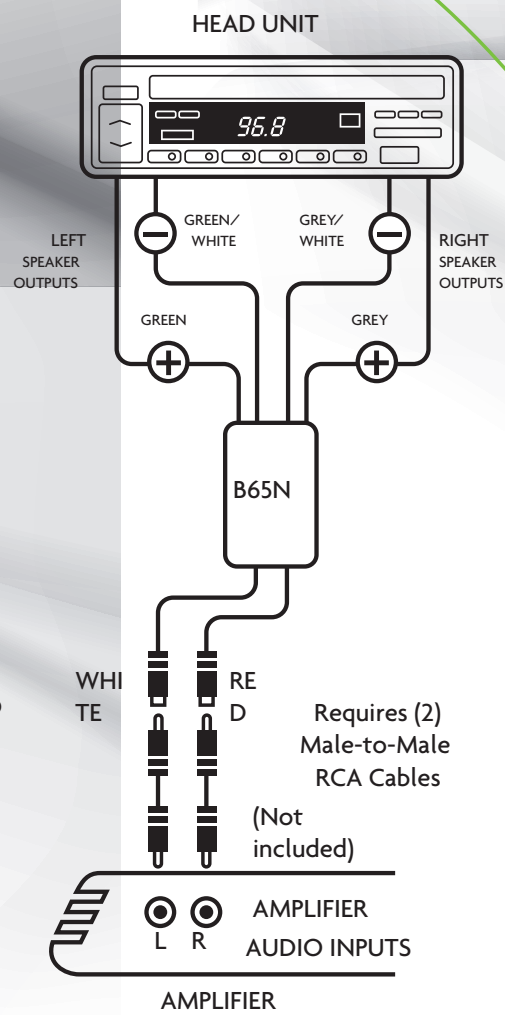 HEAD UNIT
96.8
GREEN/
WHITE
GREY/
WHITE
LEFT
SPEAKER
OUTPUTS
RIGHT
SPEAKER
OUTPUTS
GREEN
GREY
B65N
WHI
TE
RE
D
Requires (2)
Male-to-Male
RCA Cables
(Not
included)
AMPLIFIER
L R
AUDIO INPUTS
AMPLIFIER